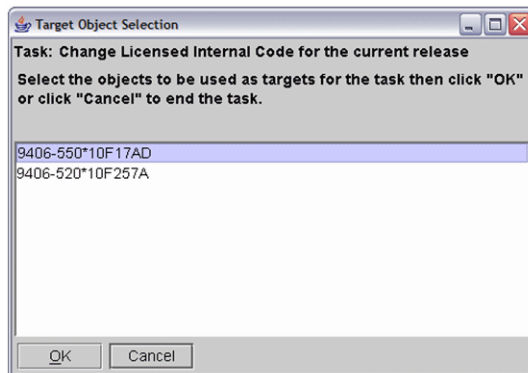 Target Object Selection
Task: Change Licensed Internal Code for the current release
Select the objects to be used as targets for the task then click "OK"
or click "Cancel" to end the task.
9406-550*10F17AD
9406-520*10F257A
OK
Cancel